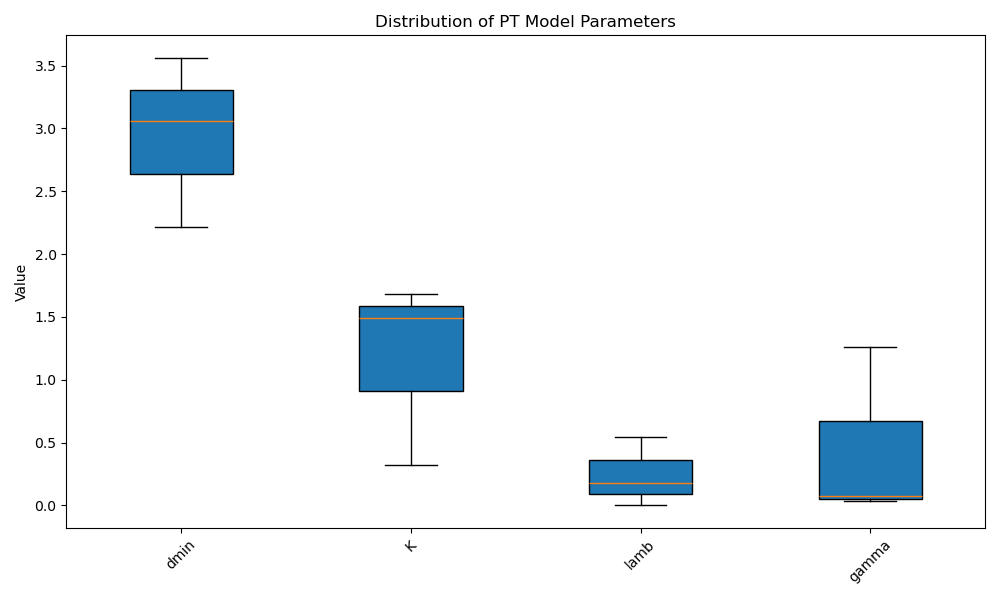 Distribution of PT Model Parameters
3.5
3.0
2.5
2.0
1.5
1.0
0.5
0.0
Value
dmin
K
lamb
gamma